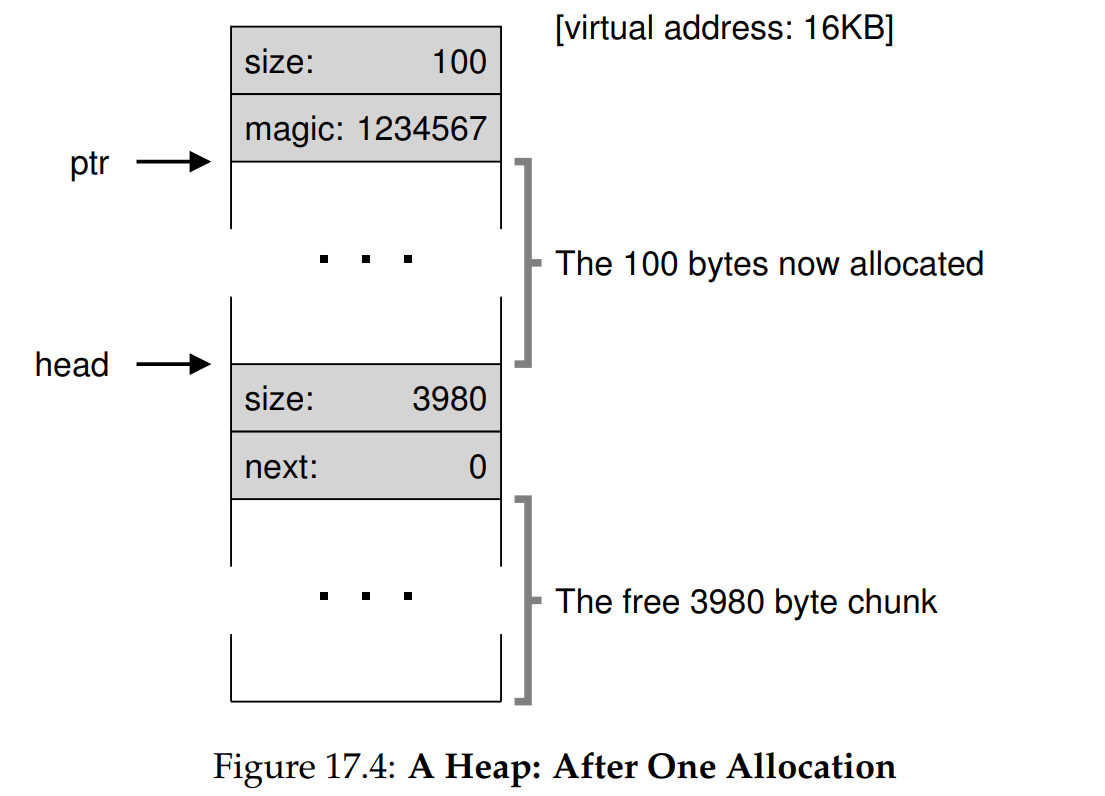 [virtual address: 16KB]
size: 100
magic: 1234567
ptr
. . .
The 100 bytes now allocated
head
size: 3980
next: 0
. . .
The free 3980 byte chunk
Figure 17.4: A Heap: After One Allocation